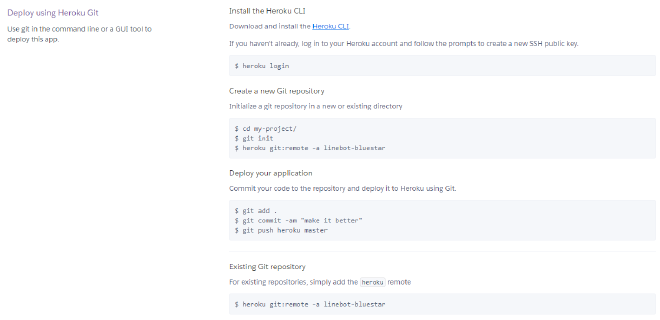 Deploy using Heroku Git
Use git in the command line or a GUI tool to
deploy this app.
Install the Heroku CLI
Download and install the Heroku CLI.
If you haven't already, log in to your Heroku account and follow the prompts to create a new SSH public key.
$ heroku login
Create a new Git repository
Initialize a git repository in a new or existing directory
$ cd my-project/
$ git init
$ heroku git:remote -a linebot-bluestar
Deploy your application
Commit your code to the repository and deploy it to Heroku using Git.
$ git add .
$ git commit -am "make it better"
$ git push heroku master
Existing Git repository
For existing repositories, simply add the heroku remote
$ heroku git:remote -a linebot-bluestar